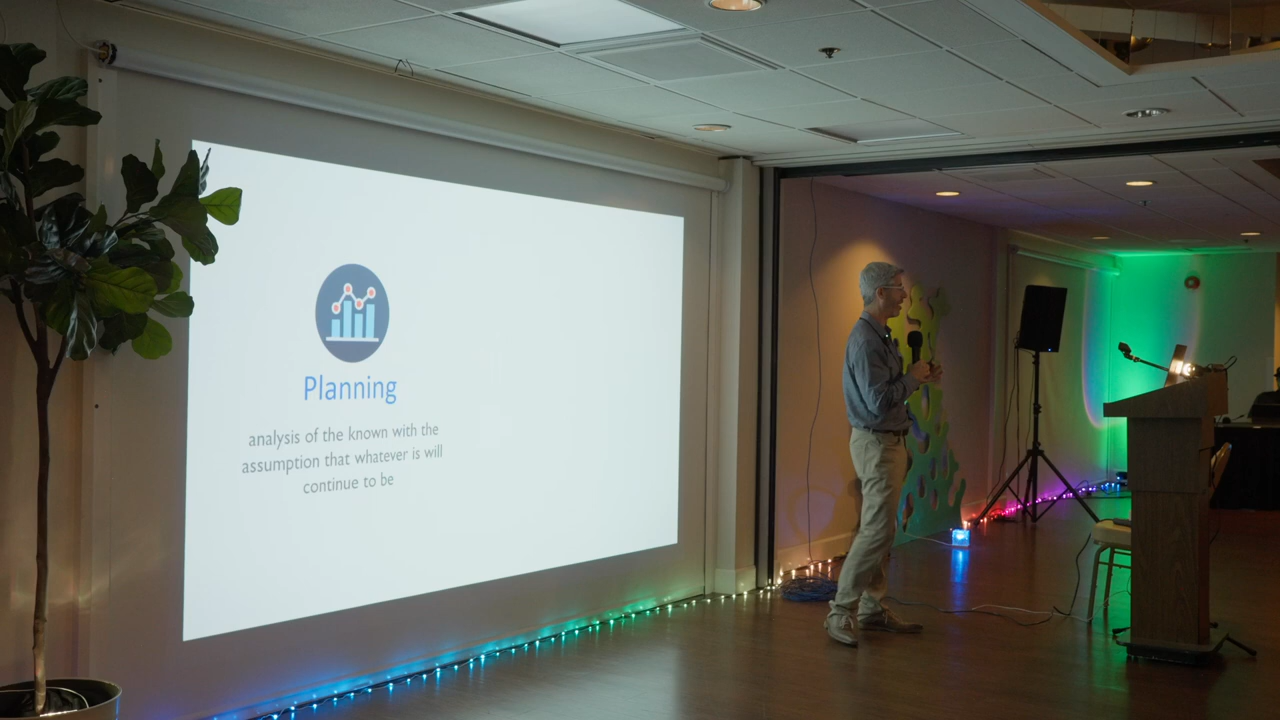 Planning
analysis of the known with the
assumption that whatever is will
continue to be